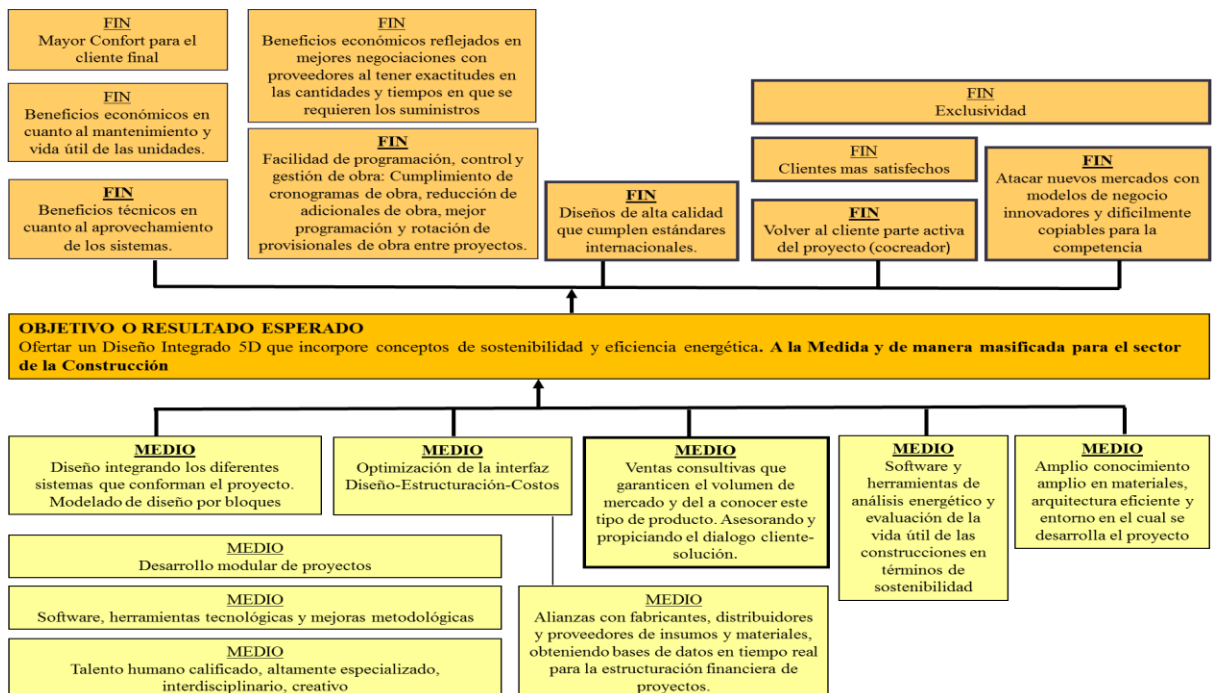 FIN
Mayor Confort para el
cliente final
FIN
Beneficios económicos en
cuanto al mantenimiento y
vida útil de las unidades.
FIN
Beneficios técnicos en
cuanto al aprovechamiento
de los sistemas.
FIN
Beneficios económicos reflejados en
mejores negociaciones con
proveedores al tener exactitudes en
las cantidades y tiempos en que se
requieren los suministros
FIN
Facilidad de programación, control y
gestión de obra: Cumplimiento de
cronogramas de obra, reducción de
adicionales de obra, mejor
programación y rotación de
provisionales de obra entre proyectos.
FIN
Diseños de alta calidad
que cumplen estándares
internacionales.
FIN
Exclusividad
FIN
Clientes mas satisfechos
FIN
Volver al cliente parte activa
del proyecto (cocreador)
FIN
Atacar nuevos mercados con
modelos de negocio
innovadores y difícilmente
copiables para la
competencia
OBJETIVO O RESULTADO ESPERADO
Ofertar un Diseño Integrado 5D que incorpore conceptos de sostenibilidad y eficiencia energética. A la Medida y de manera masificada para el sector
de la Construcción
MEDIO
Diseño integrando los diferentes
sistemas que conforman el proyecto.
Modelado de diseño por bloques
MEDIO
Desarrollo modular de proyectos
MEDIO
Software, herramientas tecnológicas y mejoras metodológicas
MEDIO
Talento humano calificado, altamente especializado,
interdisciplinario, creativo
MEDIO
Optimización de la interfaz
Diseño-Estructuración-Costos
MEDIO
Ventas consultivas que
garanticen el volumen de
mercado y del a conocer este
tipo de producto. Asesorando y
propiciando el dialogo cliente-
solución.
MEDIO
Alianzas con fabricantes, distribuidores
y proveedores de insumos y materiales,
obteniendo bases de datos en tiempo real
para la estructuración financiera de
proyectos.
MEDIO
Software y
herramientas de
análisis energético y
evaluación de la
vida útil de las
construcciones en
términos de
sostenibilidad
MEDIO
Amplio conocimiento
amplio en materiales,
arquitectura eficiente y
entorno en el cual se
desarrolla el proyecto